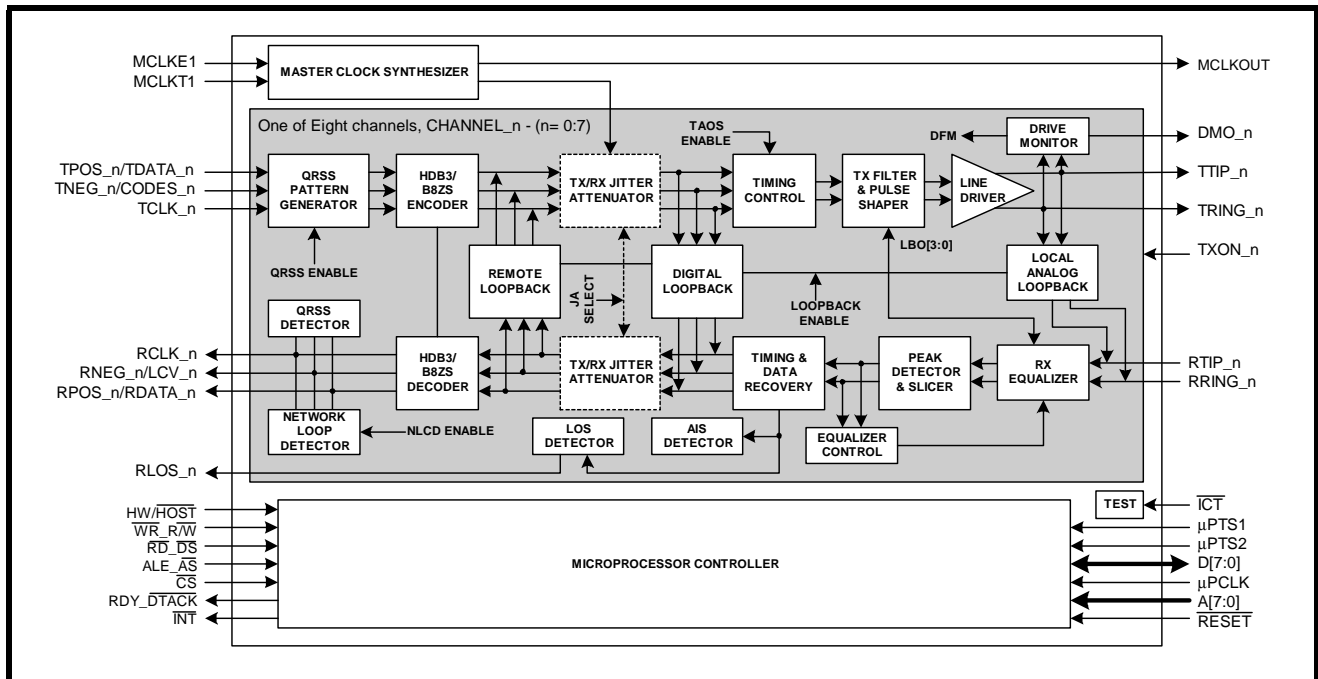 MCLKE1
MCLKT1
MASTER CLOCK SYNTHESIZER
MCLKOUT
One of Eight channels, CHANNEL_n - (n= 0:7)
TAOS
ENABLE
DFM
DRIVE
MONITOR
DMO_n
TPOS_n/TDATA_n
TNEG_n/CODES_n
TCLK_n
QRSS
PATTERN
GENERATOR
HDB3/
B8ZS
ENCODER
TX/RX JITTER
ATTENUATOR
TIMING
CONTROL
TX FILTER
& PULSE
SHAPER
LINE
DRIVER
TTIP_n
TRING_n
TXON_n
QRSS ENABLE
REMOTE
LOOPBACK
JA
SELECT
DIGITAL
LOOPBACK
LOOPBACK
ENABLE
LBO[3:0]
LOCAL
ANALOG
LOOPBACK
QRSS
DETECTOR
RCLK_n
RNEG_n/LCV_n
RPOS_n/RDATA_n
HDB3/
B8ZS
DECODER
TX/RX JITTER
ATTENUATOR
TIMING &
DATA
RECOVERY
PEAK
DETECTOR
& SLICER
RX
EQUALIZER
RTIP_n
RRING_n
NETWORK
LOOP
DETECTOR
NLCD ENABLE
LOS
DETECTOR
AIS
DETECTOR
EQUALIZER
CONTROL
RLOS_n
HW/HOST
WR_R/W
RD_DS
ALE_AS
CS
RDY_DTACK
INT
MICROPROCESSOR CONTROLLER
TEST
ICT
µPTS1
µPTS2
D[7:0]
µPCLK
A[7:0]
RESET